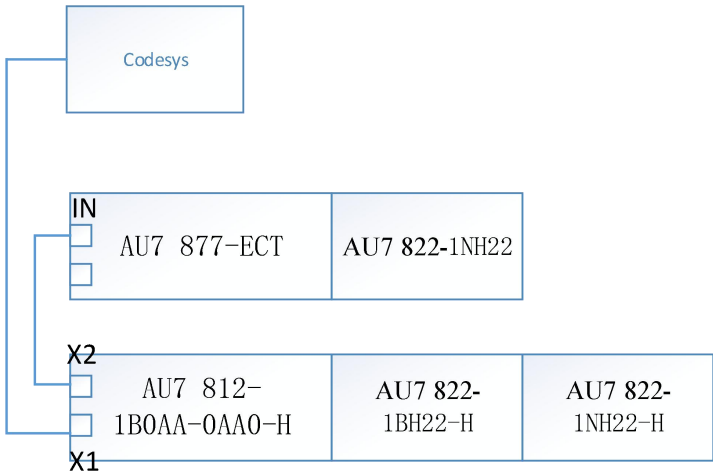 Codesys
IN
AU7 877-ECT
AU7 822-1NH22
X2
AU7 812-
1B0AA-0AA0-H
AU7 822-
1BH22-H
AU7 822-
1NH22-H
X1